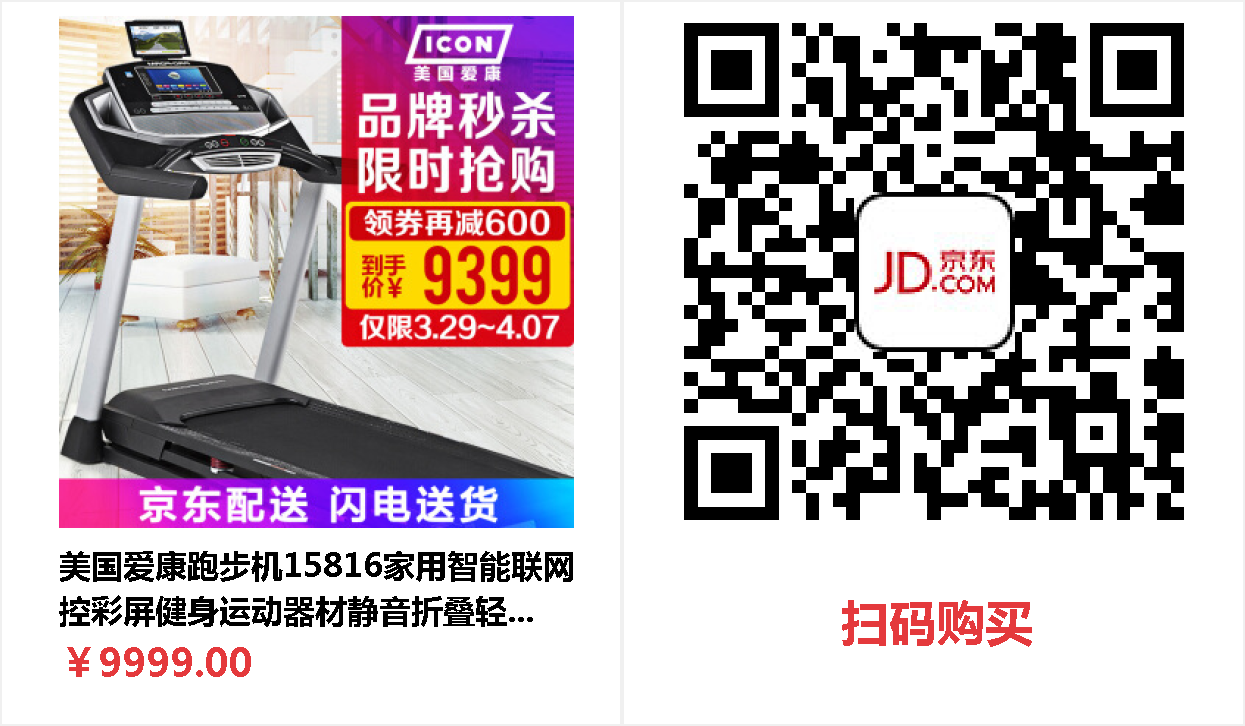 ICON
美国爱康
品牌秒杀
限时抢购
领券再减600
到手
价¥
9399
仅限3.29~4.07
京东配送 闪电送货
美国爱康跑步机15816家用智能联网
控彩屏健身运动器材静音折叠轻...
¥9999.00
JD京东
.COM
扫码购买